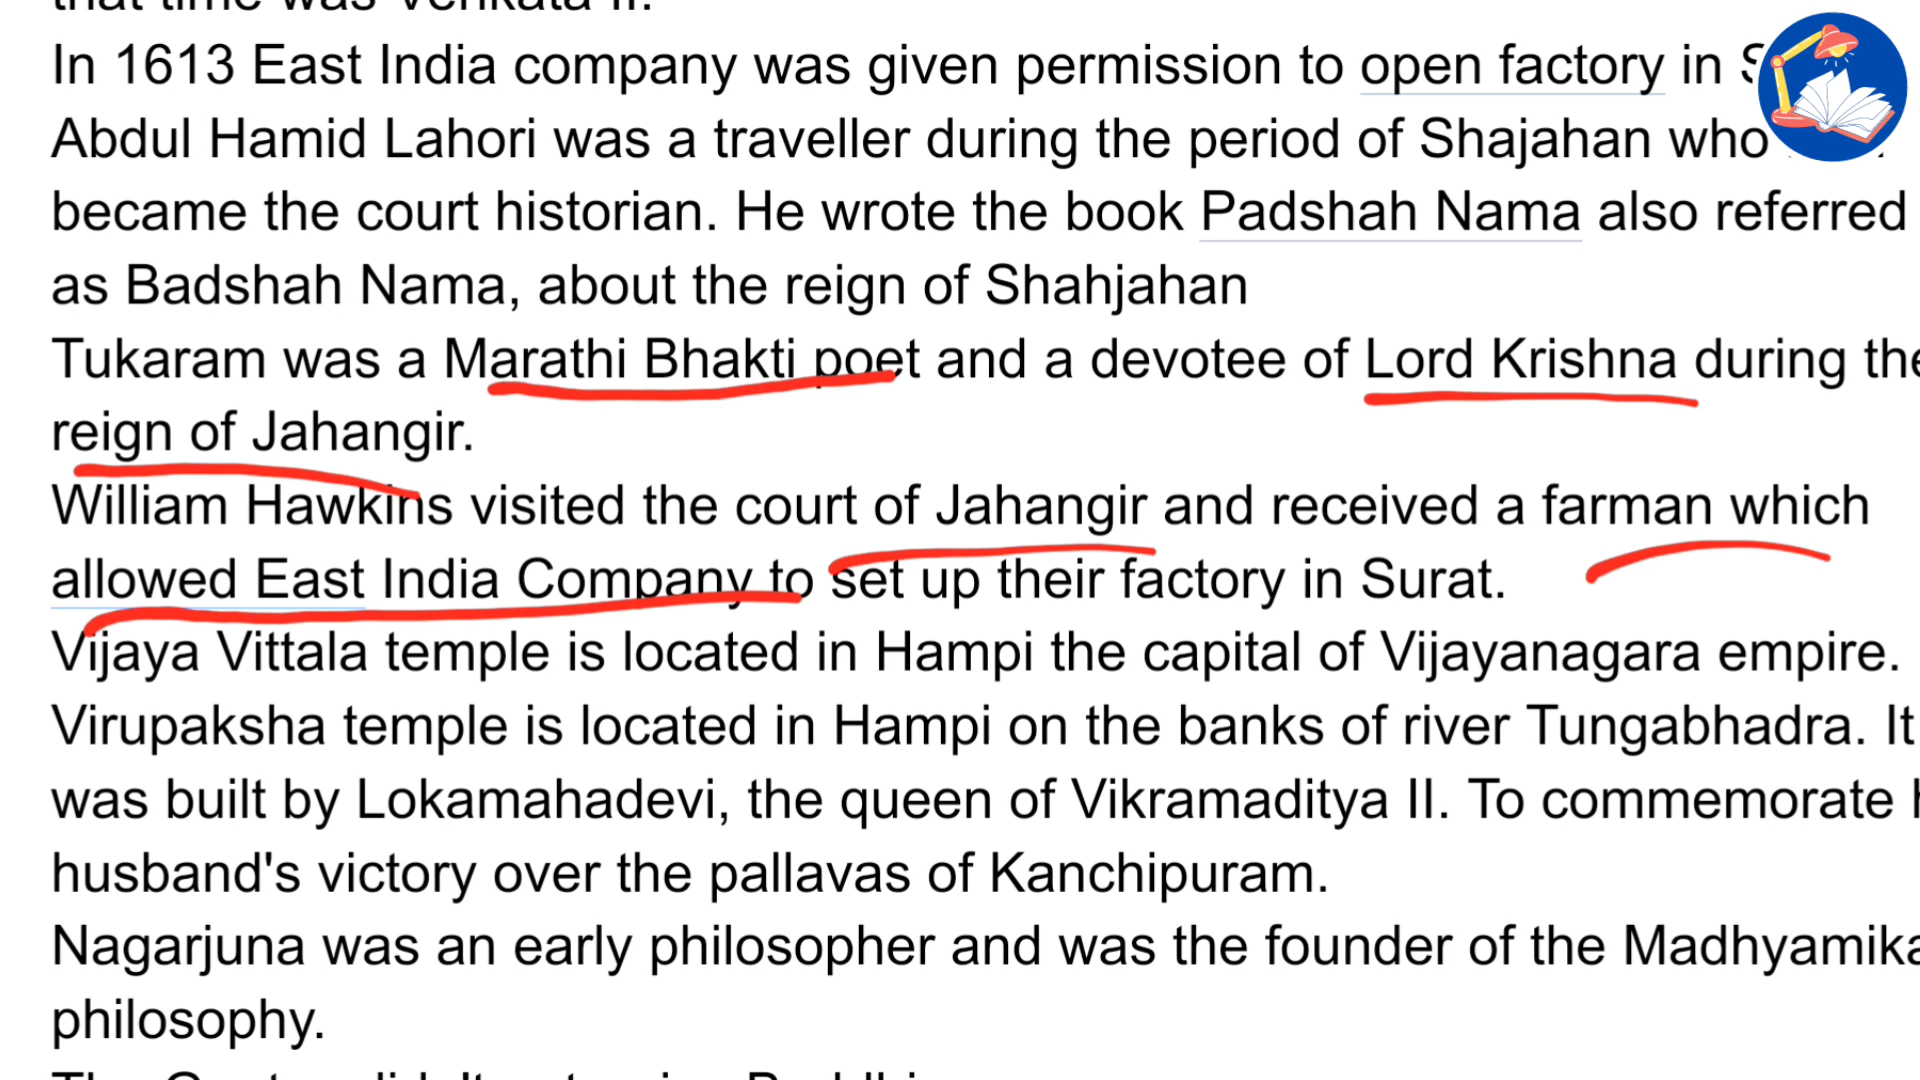 that time was Venkata II.
In 1613 East India company was given permission to open factory in
Abdul Hamid Lahori was a traveller during the period of Shajahan who
became the court historian. He wrote the book Padshah Nama also referred
as Badshah Nama, about the reign of Shahjahan
Tukaram was a Marathi Bhakti poet and a devotee of Lord Krishna during the
reign of Jahangir.
William Hawkins visited the court of Jahangir and received a farman which
allowed East India Company to set up their factory in Surat.
Vijaya Vittala temple is located in Hampi the capital of Vijayanagara empire.
Virupaksha temple is located in Hampi on the banks of river Tungabhadra. It
was built by Lokamahadevi, the queen of Vikramaditya II. To commemorate
husband's victory over the pallavas of Kanchipuram.
Nagarjuna was an early philosopher and was the founder of the Madhyamika
philosophy.